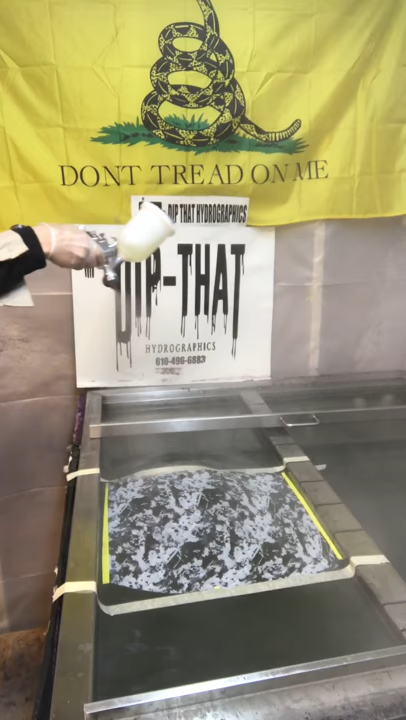 DONT TREAD ON ME
DIP THAT HYDROGRAPHICS
DIP-THAT
HYDROGRAPHICS
610-496-6883